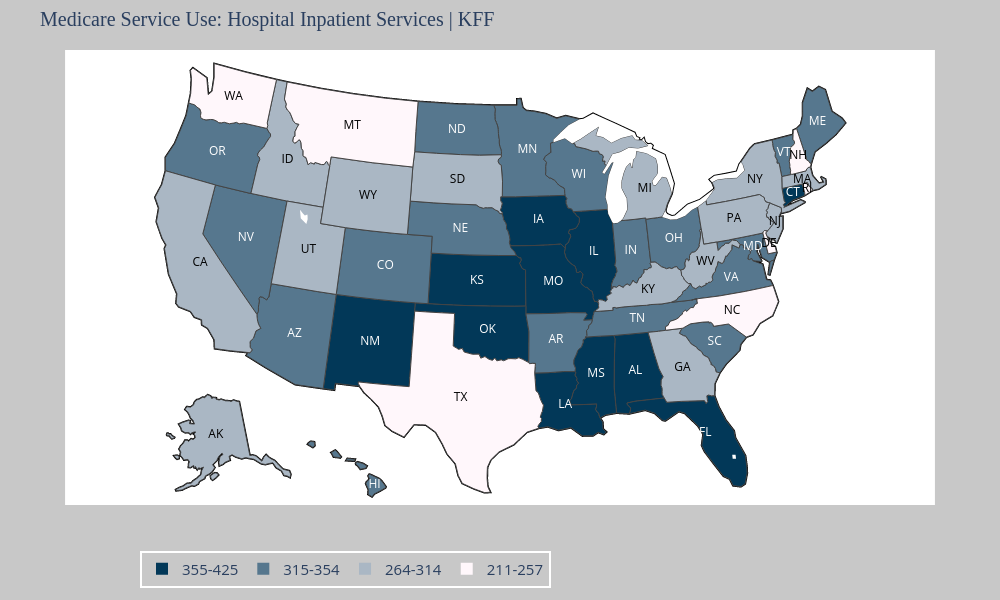 Medicare Service Use: Hospital Inpatient Services | KFF
WA
MT
ND
MN
ME
OR
ID
WY
SD
WI
MI
NY
VT
NH
MA
CT
NV
UT
CO
NE
IA
IL
IN
OH
PA
NJ
CA
KS
MO
KY
WV
MD
DE
VA
AZ
NM
OK
AR
TN
NC
SC
TX
LA
MS
AL
GA
FL
AK
HI
355-425
315-354
264-314
211-257